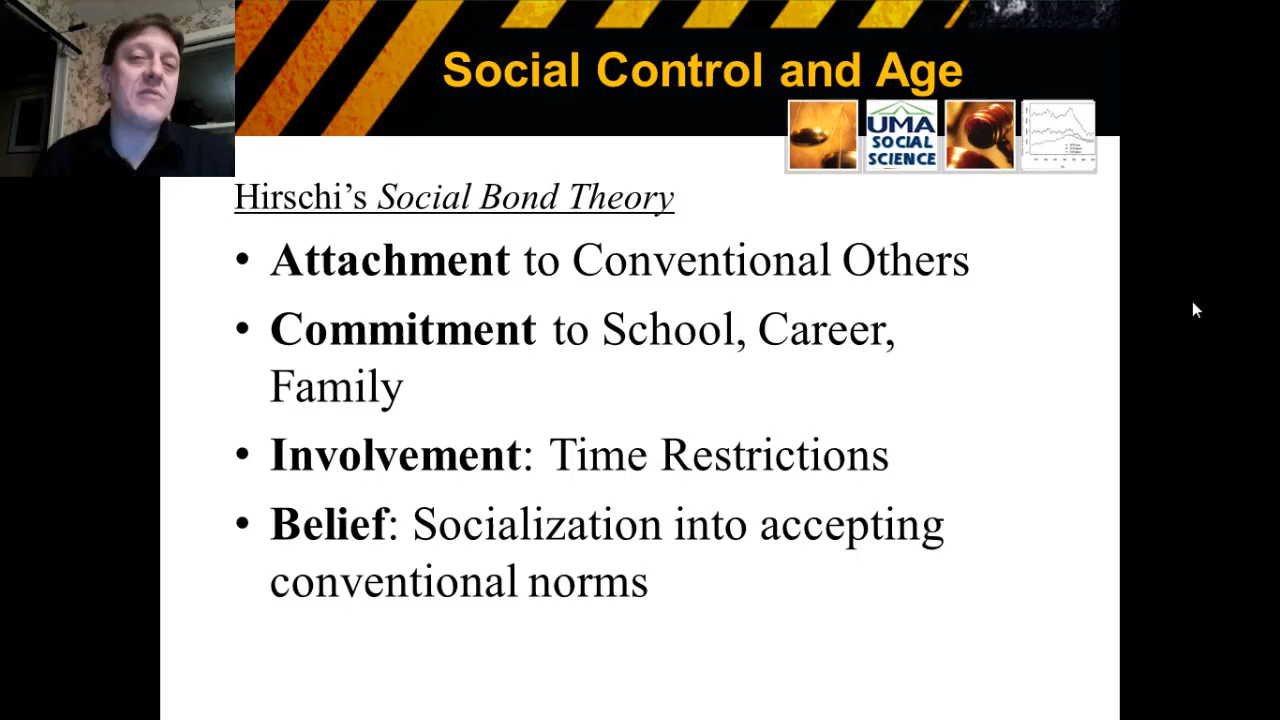 Social Control and Age
UMA
SOCIAL
SCIENCE
Hirschi’s Social Bond Theory
• Attachment to Conventional Others
• Commitment to School, Career,
Family
• Involvement: Time Restrictions
• Belief: Socialization into accepting
conventional norms